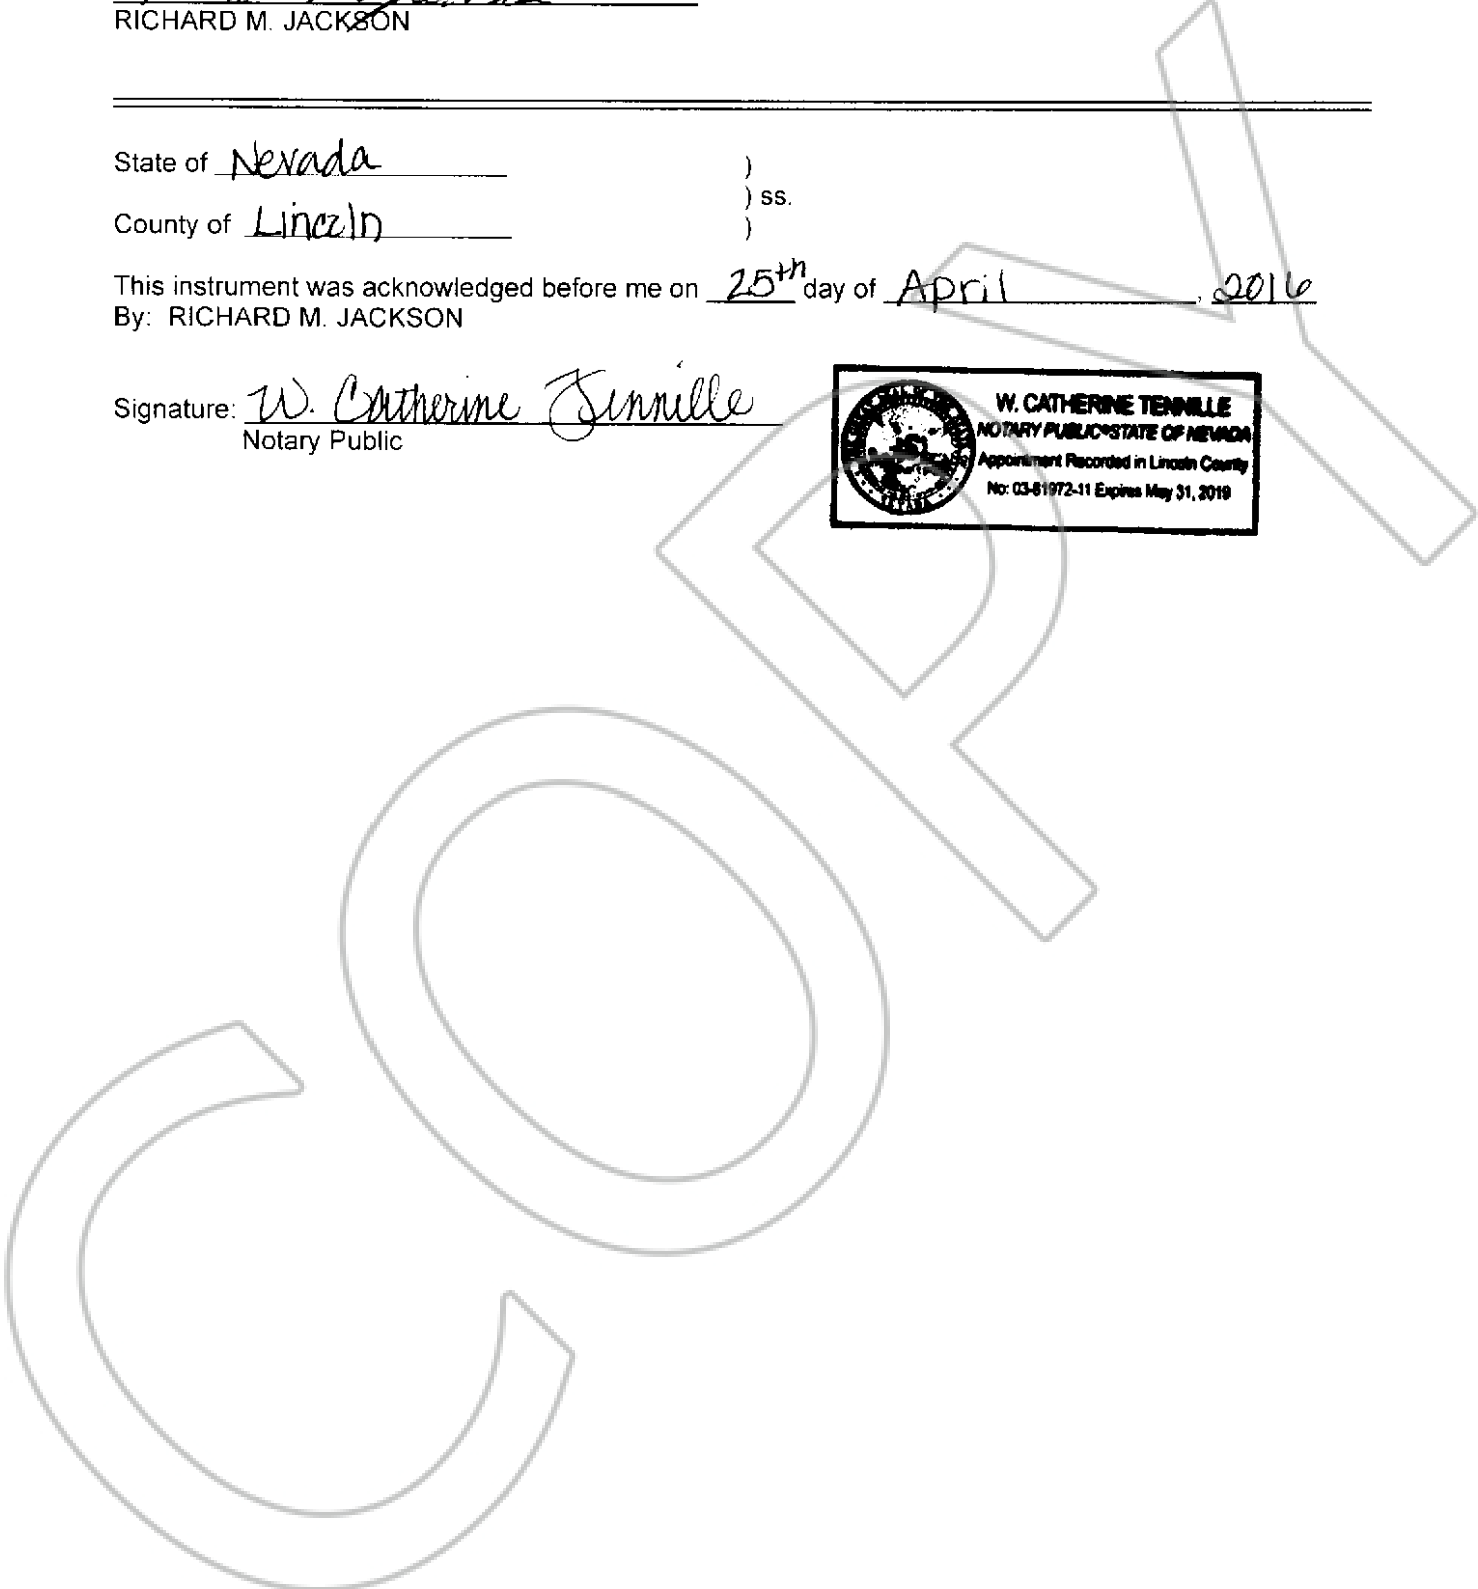 RICHARD M. JACKSON
State of Nevada )
) ss.
County of Lincoln )
This instrument was acknowledged before me on 25th day of April, 2016
By: RICHARD M. JACKSON
Signature: W. Catherine Tennille
Notary Public
W. CATHERINE TENNILLE
NOTARY PUBLIC STATE OF NEVADA
Appointment Recorded in Lincoln County
No: 03-81972-11 Expires May 31, 2019
COPY